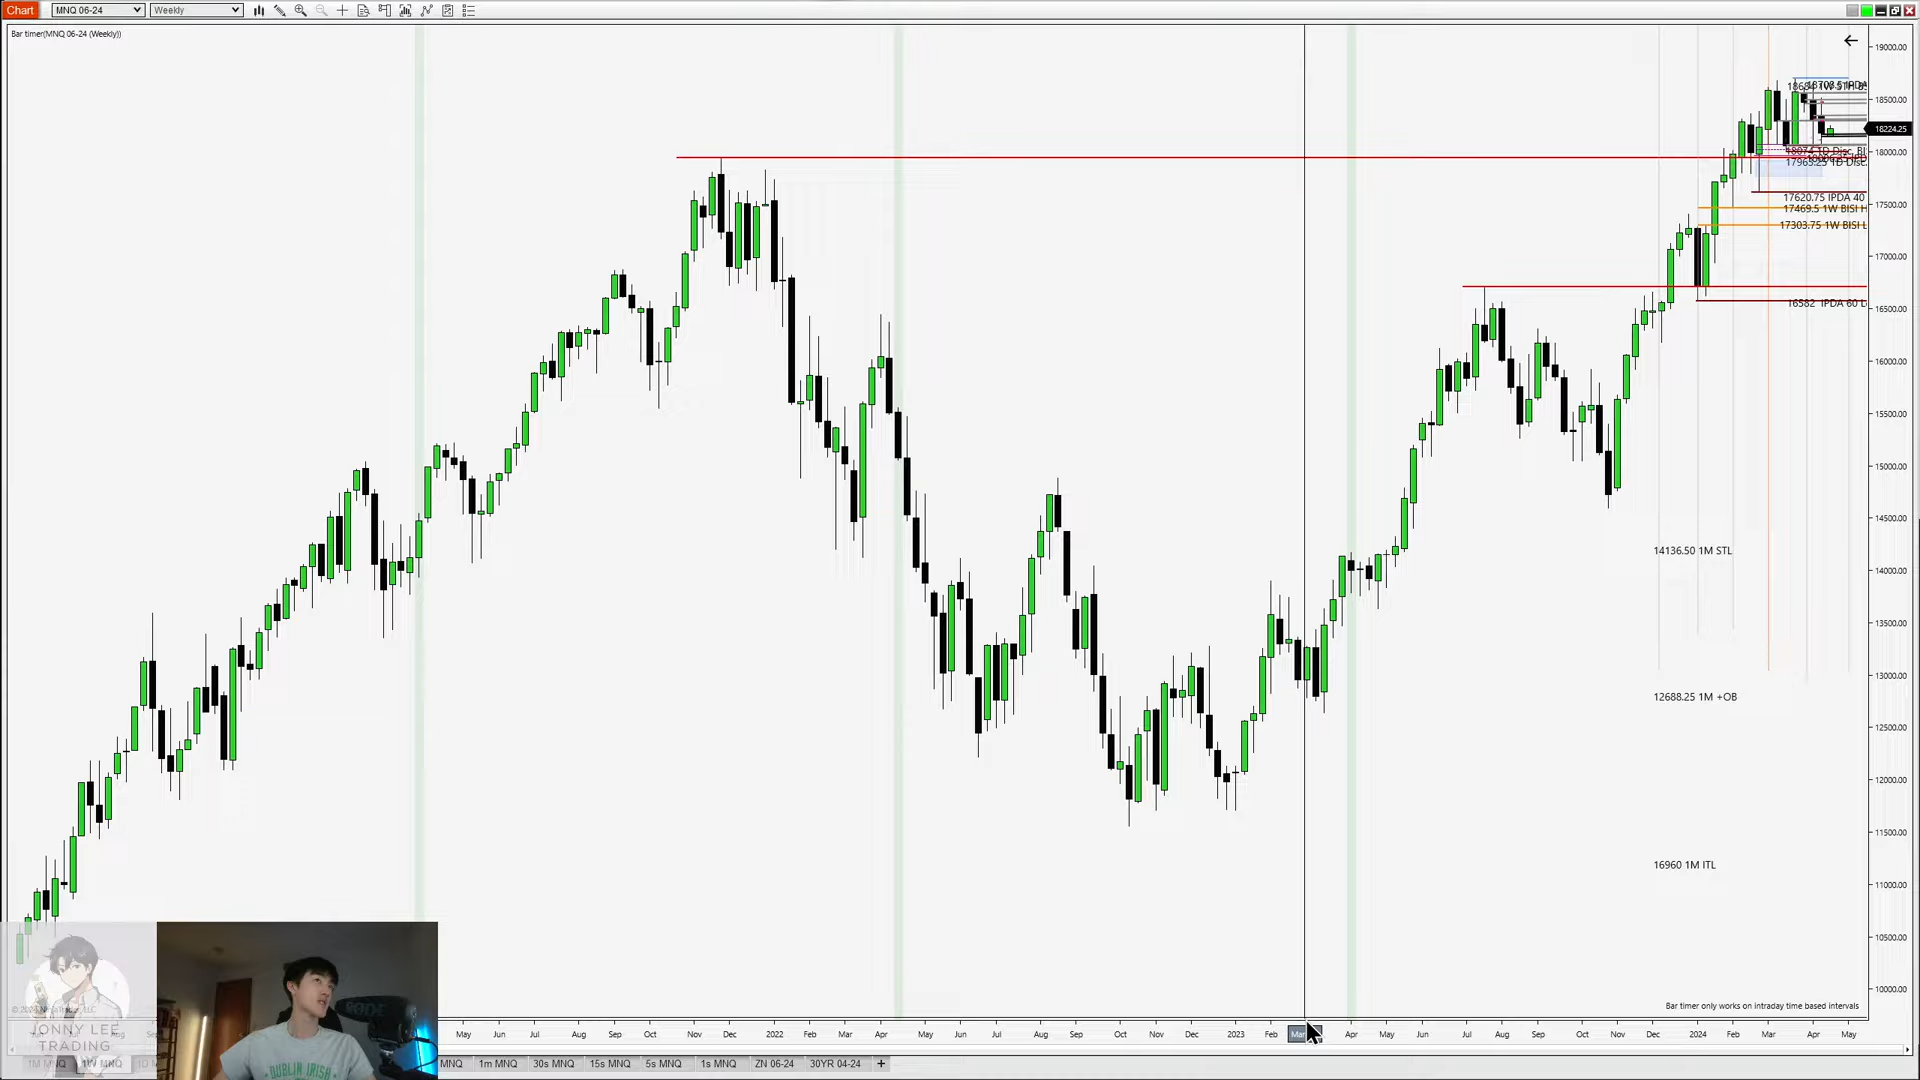 Chart MNQ 06-24 Weekly
Bar timer(MNQ 06-24 (Weekly))
19000.00
18500.00
18224.25
18000.00
17500.00
17000.00
16500.00
16000.00
15500.00
15000.00
14500.00
14000.00
13500.00
13000.00
12500.00
12000.00
11500.00
11000.00
10500.00
10000.00
17620.75 IPDA 40
17469.5 1W BISI H
17303.75 1W BISI L
16582 IPDA 60 L
14136.50 1M STL
12688.25 1M +OB
16960 1M ITL
Bar timer only works on intraday time based intervals
JONNY LEE
TRADING
DUBLIN IRISH
May Jun Jul Aug Sep Nov Dec 2022 Feb Mar Apr May Jun Jul Aug Sep Nov Dec 2023 Feb Mar Apr May Jun Jul Aug Sep Nov Dec 2024 Feb Mar Apr May
1M MNQ 1W MNQ MNQ 1m MNQ 30s MNQ 15s MNQ 5s MNQ 1s MNQ ZN 06-24 30YR 04-24 +